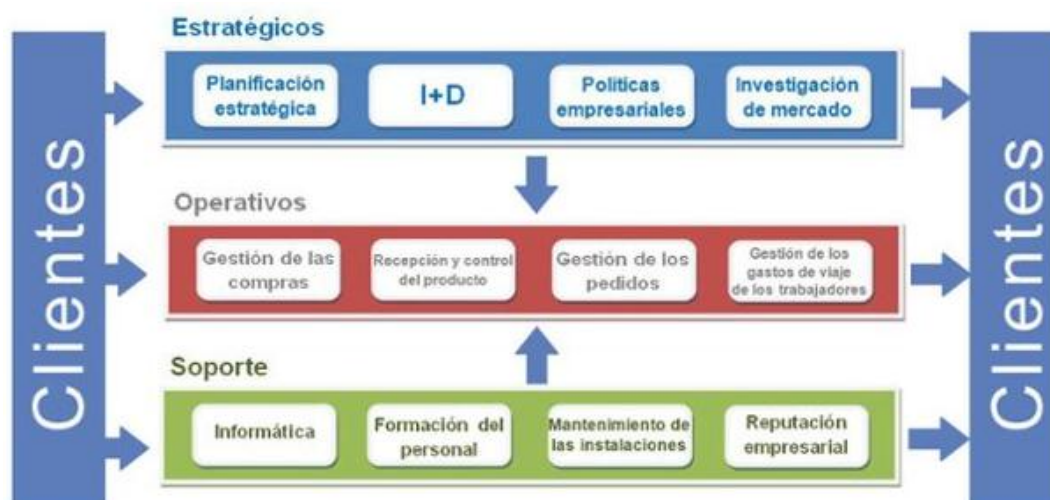 Clientes
Estratégicos
Planificación
estratégica
I+D
Políticas
empresariales
Investigación
de mercado
Operativos
Gestión de las
compras
Recepción y control
del producto
Gestión de los
pedidos
Gestión de los
gastos de viaje
de los trabajadores
Soporte
Informática
Formación del
personal
Mantenimiento de
las instalaciones
Reputación
empresarial
Clientes